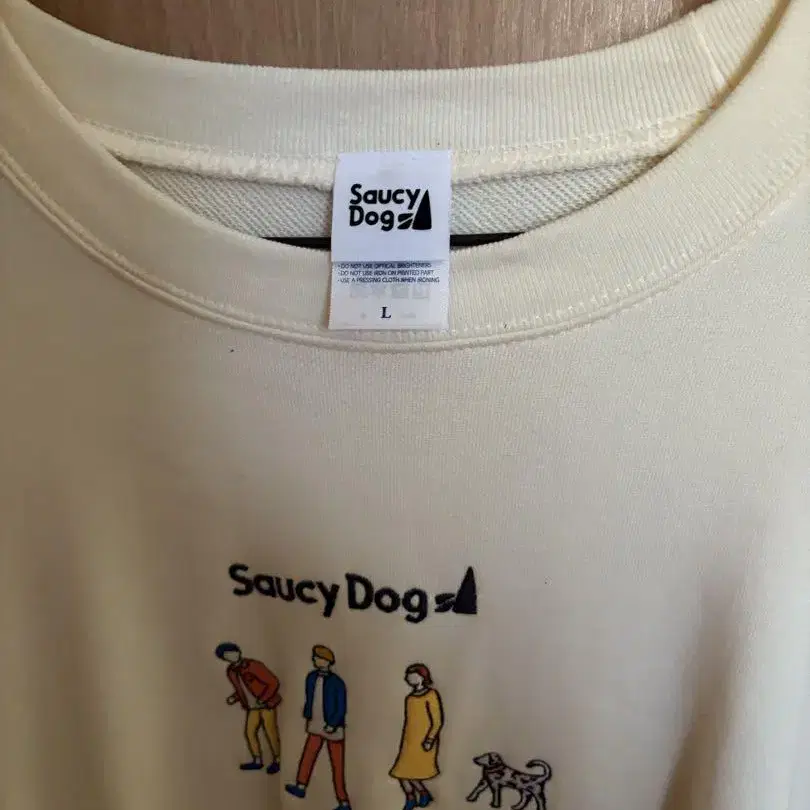 Saucy
Dog
• DO NOT USE OPTICAL BRIGHTENERS
• DO NOT USE IRON ON PRINTED PART
• USE A PRESSING CLOTH WHEN IRONING
L
Saucy Dog